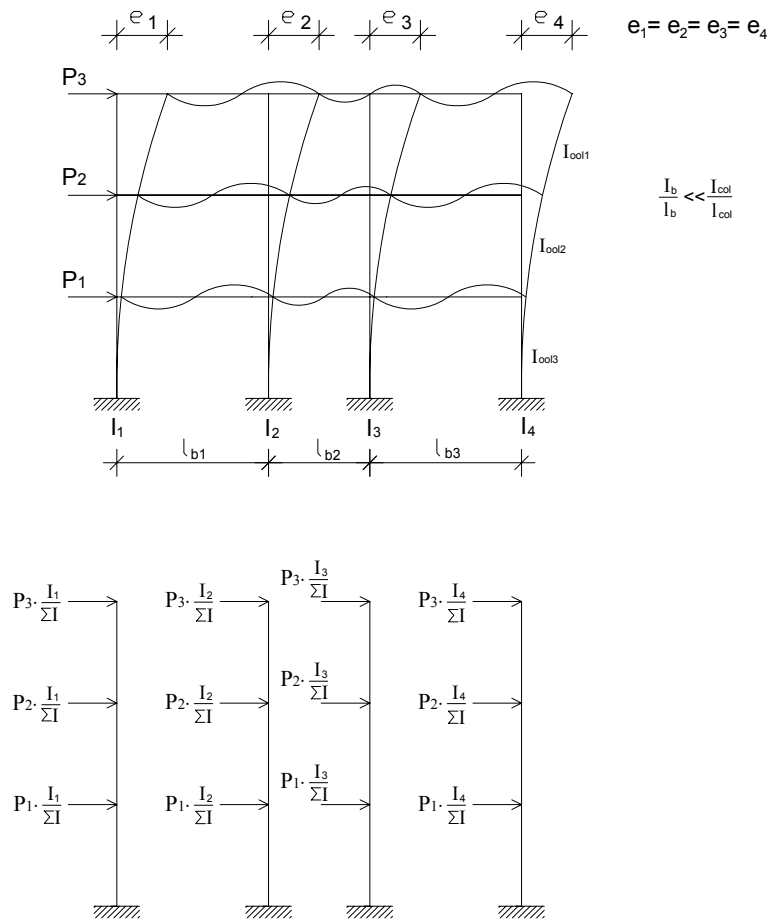 e1 e2 e3 e4 e1= e2= e3= e4
P3
Iool1
P2
Ib/lb << Icol/lcol
Iool2
P1
Iool3
I1 I2 I3 I4
lb1 lb2 lb3
P3· I1/ΣI P3· I2/ΣI P3· I3/ΣI P3· I4/ΣI
P2· I1/ΣI P2· I2/ΣI P2· I3/ΣI P2· I4/ΣI
P1· I1/ΣI P1· I2/ΣI P1· I3/ΣI P1· I4/ΣI